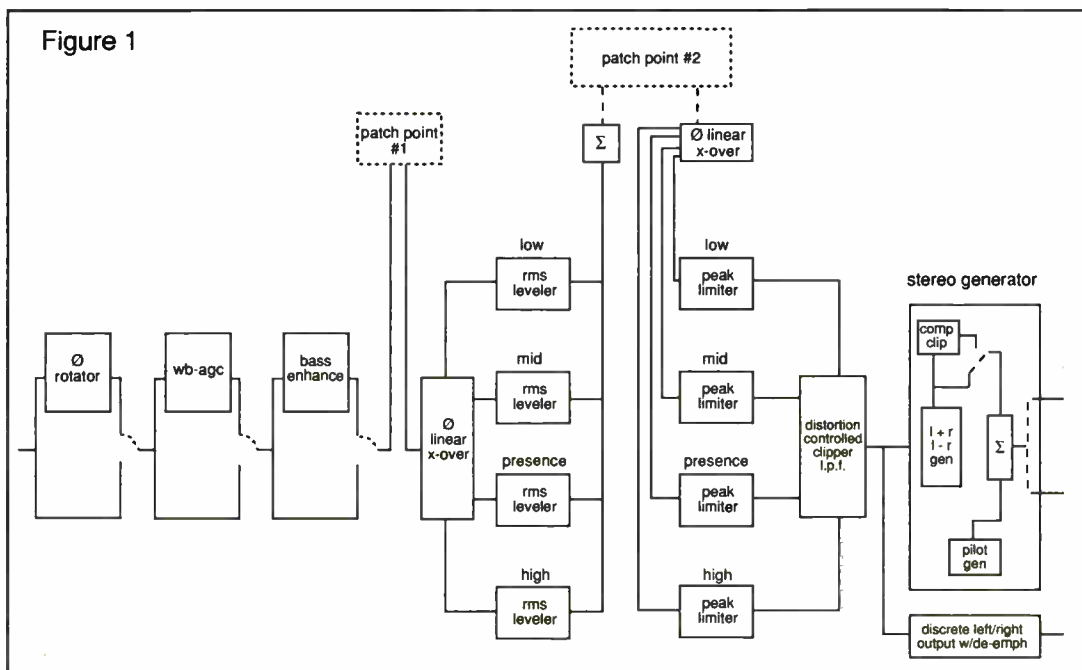 Figure 1
patch point #2
patch point
#1
Σ
Ø linear
x-over
low
rms
leveler
low
peak
limiter
stereo generator
Ø
rotator
wb-agc
bass
enhance
mid
rms
leveler
mid
peak
limiter
comp
clip
Ø
linear
x-over
distortion
controlled
clipper
l.p.f.
l + r
l - r
gen
Σ
presence
rms
leveler
presence
peak
limiter
pilot
gen
high
rms
leveler
high
peak
limiter
discrete left/right
output w/de-emph